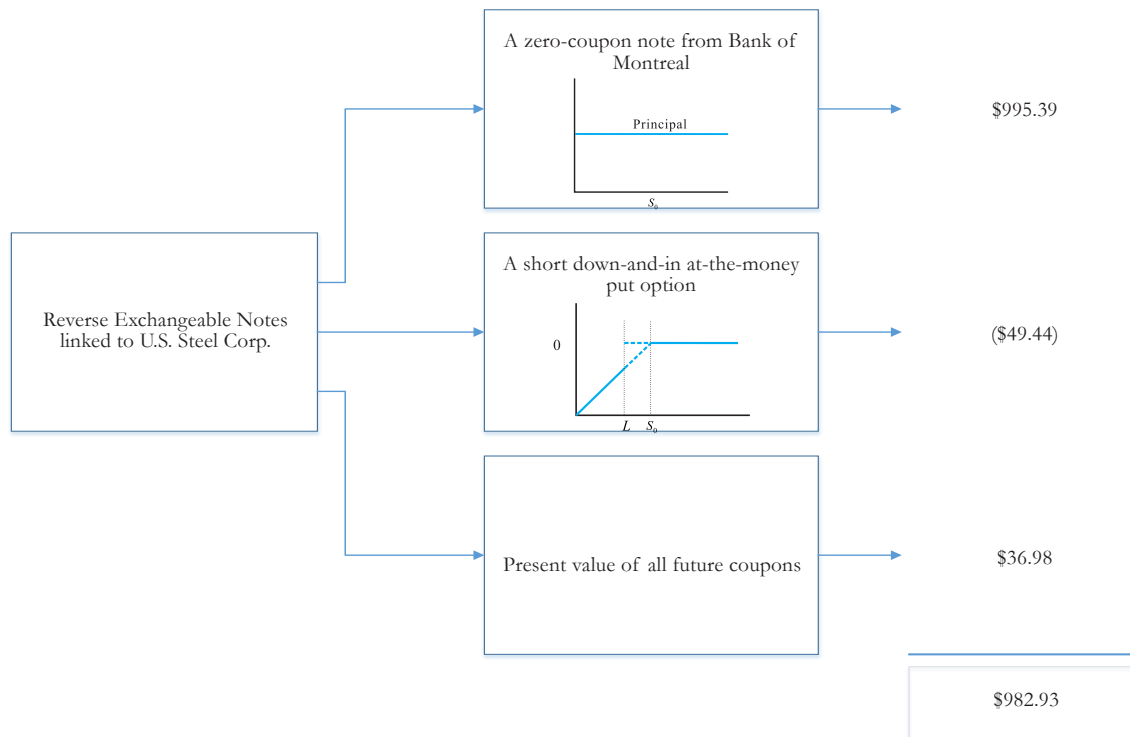 A zero-coupon note from Bank of
Montreal
Principal
S₀
$995.39
Reverse Exchangeable Notes
linked to U.S. Steel Corp.
A short down-and-in at-the-money
put option
0
L S₀
($49.44)
Present value of all future coupons
$36.98
$982.93